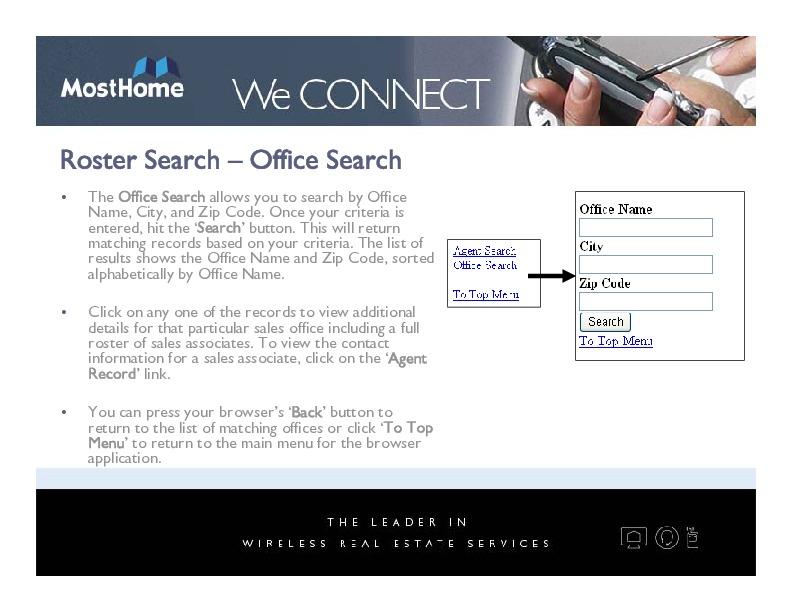 MostHome
We CONNECT
Roster Search – Office Search
• The Office Search allows you to search by Office
Name, City, and Zip Code. Once your criteria is
entered, hit the ‘Search’ button. This will return
matching records based on your criteria. The list of
results shows the Office Name and Zip Code, sorted
alphabetically by Office Name.
• Click on any one of the records to view additional
details for that particular sales office including a full
roster of sales associates. To view the contact
information for a sales associate, click on the ‘Agent
Record’ link.
• You can press your browser’s ‘Back’ button to
return to the list of matching offices or click ‘To Top
Menu’ to return to the main menu for the browser
application.
Agent Search
Office Search
To Top Menu
Office Name
City
Zip Code
Search
To Top Menu
THE LEADER IN
WIRELESS REAL ESTATE SERVICES